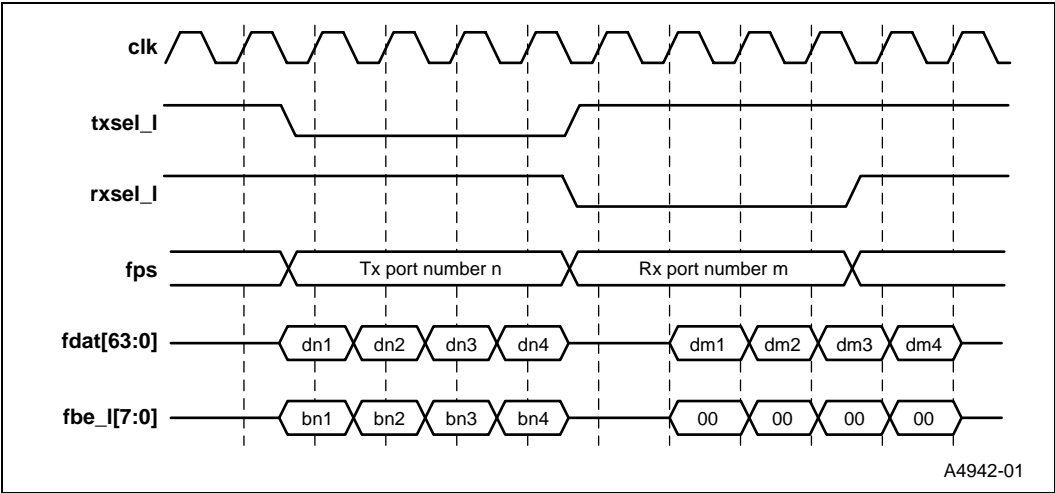 clk
txsel_l
rxsel_l
fps Tx port number n Rx port number m
fdat[63:0] dn1 dn2 dn3 dn4 dm1 dm2 dm3 dm4
fbe_l[7:0] bn1 bn2 bn3 bn4 00 00 00 00
A4942-01